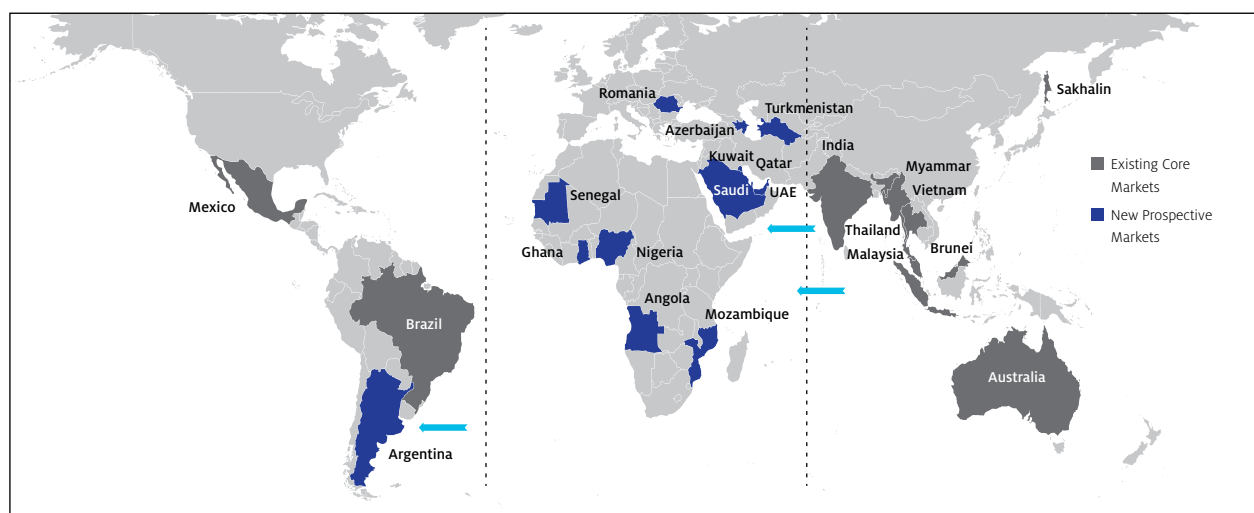 Romania
Turkmenistan
Sakhalin
Azerbaijan
India
Kuwait
Qatar
Myammar
Existing Core
Markets
Senegal
Saudi
UAE
Vietnam
Mexico
New Prospective
Markets
Thailand
Ghana
Nigeria
Malaysia
Brunei
Angola
Mozambique
Brazil
Australia
Argentina